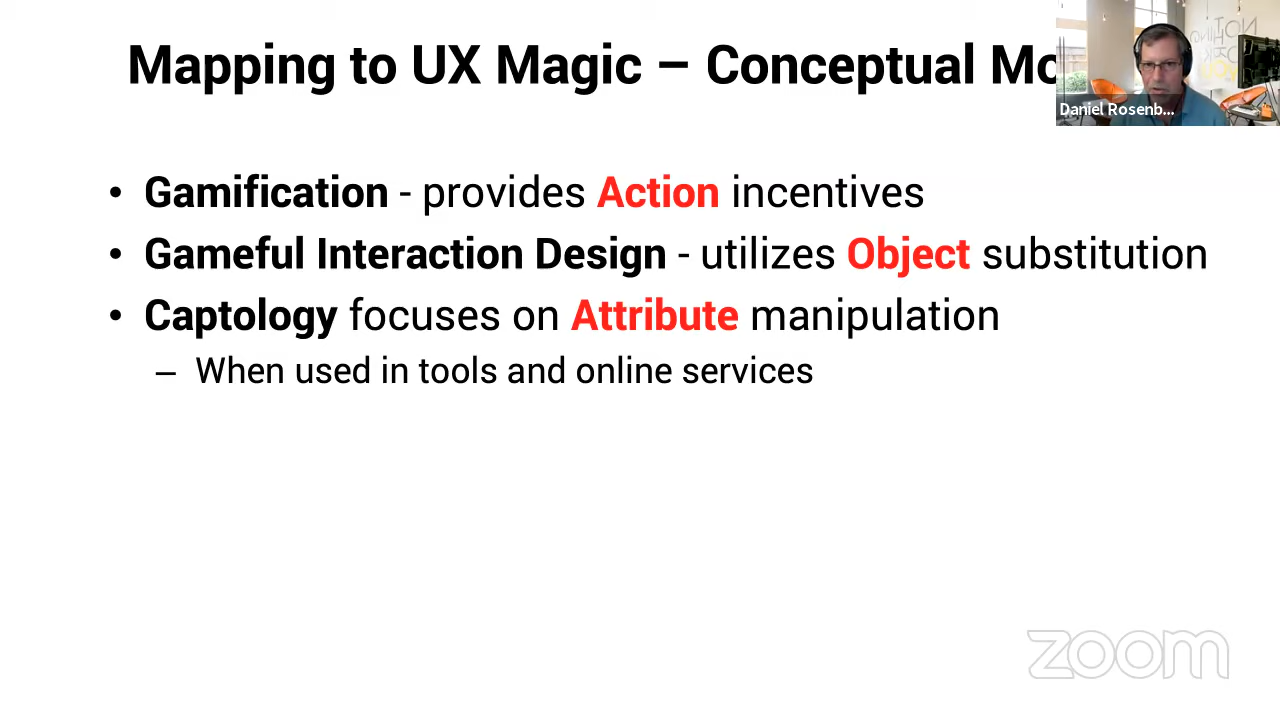 Mapping to UX Magic – Conceptual Mo
Daniel Rosenb...
• Gamification - provides Action incentives
• Gameful Interaction Design - utilizes Object substitution
• Captology focuses on Attribute manipulation
– When used in tools and online services
zoom